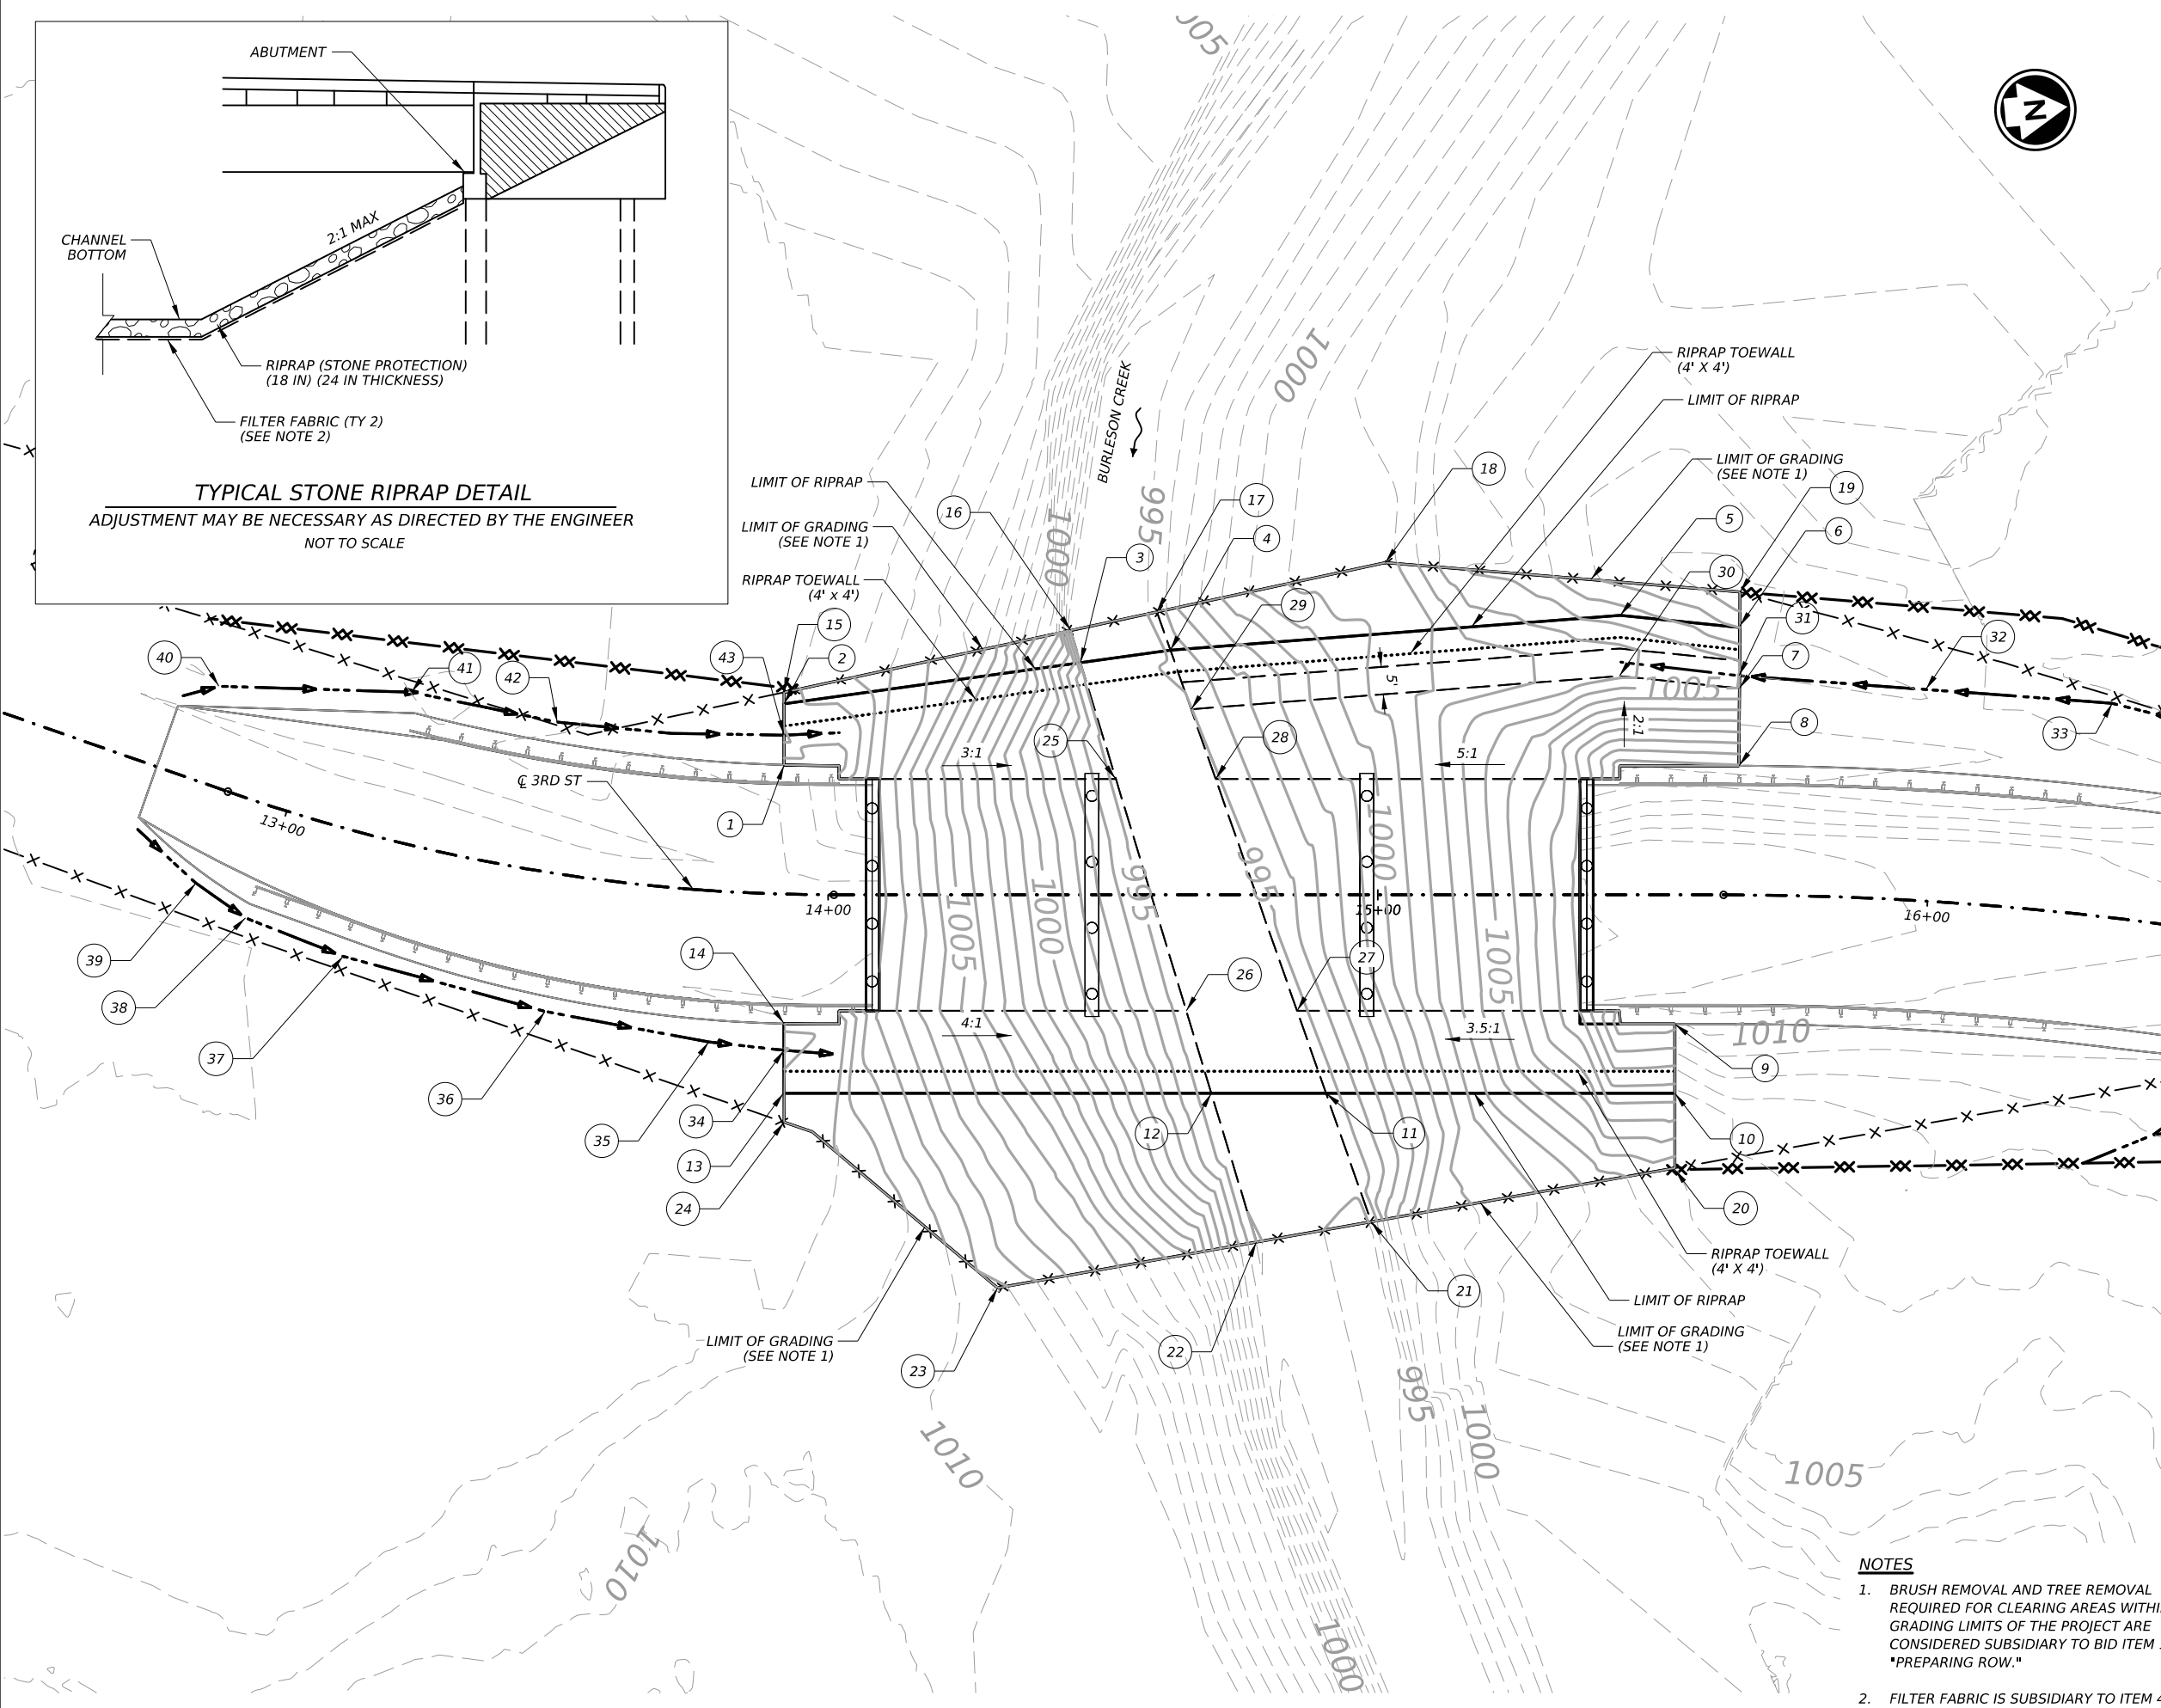 ABUTMENT
2:1 MAX
CHANNEL
BOTTOM
RIPRAP (STONE PROTECTION)
(18 IN) (24 IN THICKNESS)
FILTER FABRIC (TY 2)
(SEE NOTE 2)
TYPICAL STONE RIPRAP DETAIL
ADJUSTMENT MAY BE NECESSARY AS DIRECTED BY THE ENGINEER
NOT TO SCALE
N
005
1000
BURLESON CREEK
RIPRAP TOEWALL
(4' X 4')
LIMIT OF RIPRAP
LIMIT OF GRADING
(SEE NOTE 1)
LIMIT OF RIPRAP
LIMIT OF GRADING
(SEE NOTE 1)
RIPRAP TOEWALL
(4' x 4')
16
1000
995
3
17
4
29
18
19
5
6
30
31
32
7
33
8
40
41
42
43
15
2
25
28
5'
1005
2:1
3:1
5:1
℄ 3RD ST
1
13+00
14+00
15+00
16+00
1005
1000
995
995
1000
1005
39
38
37
36
35
34
14
13
24
26
27
4:1
3.5:1
1010
9
12
11
10
20
RIPRAP TOEWALL
(4' X 4')
LIMIT OF RIPRAP
LIMIT OF GRADING
(SEE NOTE 1)
21
22
23
LIMIT OF GRADING
(SEE NOTE 1)
1010
1010
995
1000
1000
1005
NOTES
1. BRUSH REMOVAL AND TREE REMOVAL
REQUIRED FOR CLEARING AREAS WITHI
GRADING LIMITS OF THE PROJECT ARE
CONSIDERED SUBSIDIARY TO BID ITEM
"PREPARING ROW."
2. FILTER FABRIC IS SUBSIDIARY TO ITEM 4